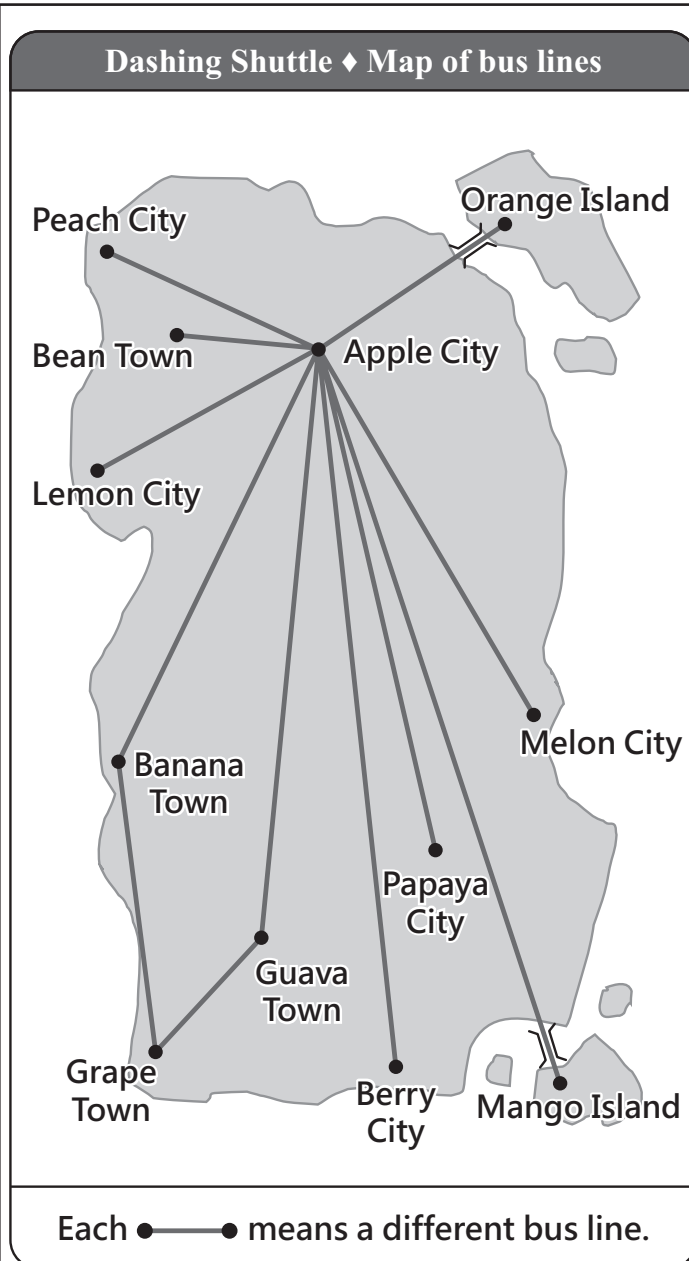 Dashing Shuttle ♦ Map of bus lines
Orange Island
Peach City
Bean Town
Apple City
Lemon City
Melon City
Banana
Town
Papaya
City
Guava
Town
Grape
Town
Berry
City
Mango Island
Each means a different bus line.